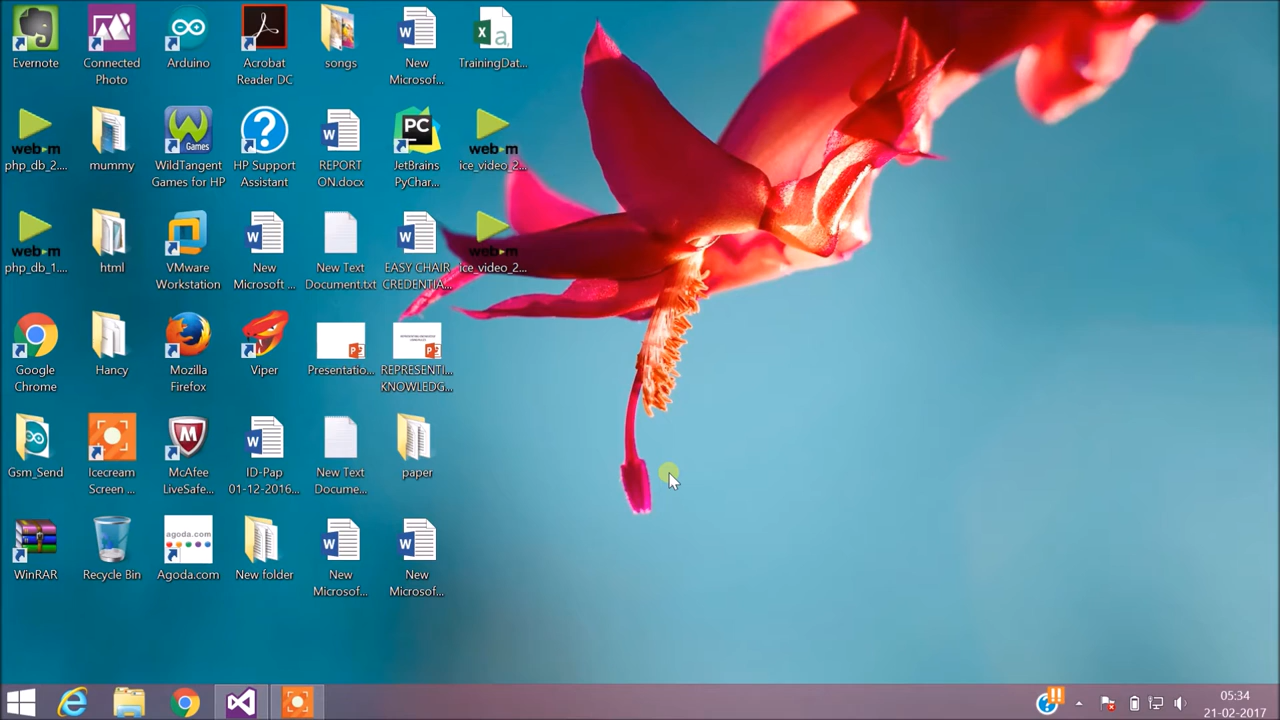 Evernote
Connected
Photo
Arduino
Acrobat
Reader DC
songs
New
Microsof...
TrainingDat...
php_db_2....
mummy
WildTangent
Games for HP
HP Support
Assistant
REPORT
ON.docx
JetBrains
PyChar...
ice_video_2...
php_db_1....
html
VMware
Workstation
New
Microsoft ...
New Text
Document.txt
EASY CHAIR
CREDENTIA...
ice_video_2...
Google
Chrome
Hancy
Mozilla
Firefox
Viper
Presentatio...
REPRESENTI...
KNOWLEDG...
Gsm_Send
Icecream
Screen ...
McAfee
LiveSafe...
ID-Pap
01-12-2016...
New Text
Docume...
paper
WinRAR
Recycle Bin
agoda.com
Agoda.com
New folder
New
Microsof...
New
Microsof...
05:34
21-02-2017